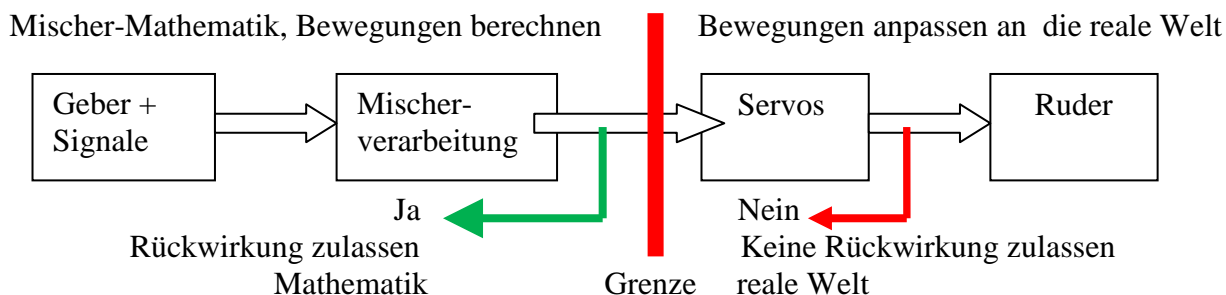 Mischer-Mathematik, Bewegungen berechnen
Bewegungen anpassen an die reale Welt
Geber +
Signale
Mischer-
verarbeitung
Servos
Ruder
Ja
Rückwirkung zulassen
Mathematik
Grenze
Nein
Keine Rückwirkung zulassen
reale Welt